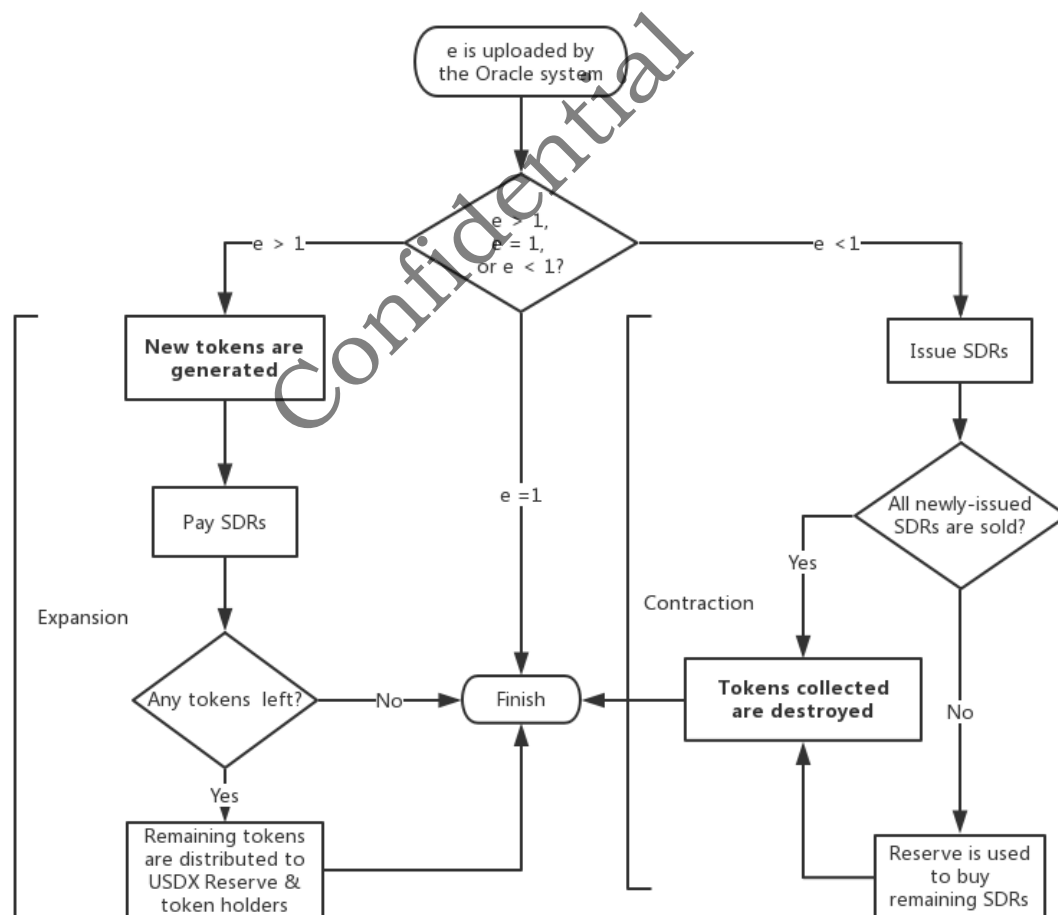 e is uploaded by
the Oracle system
Confidential
e > 1,
e = 1,
or e < 1?
e > 1
e <1
New tokens are
generated
Issue SDRs
e =1
Pay SDRs
All newly-issued
SDRs are sold?
Yes
Expansion
Contraction
Any tokens left?
No
Finish
Tokens collected
are destroyed
No
Yes
Remaining tokens
are distributed to
USDX Reserve &
token holders
Reserve is used
to buy
remaining SDRs